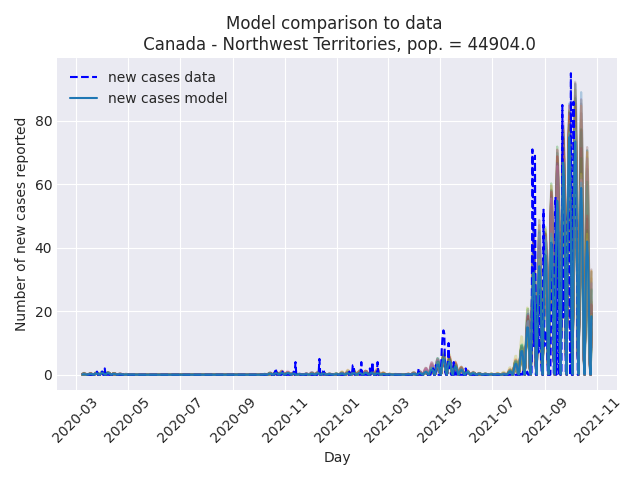 Model comparison to data
Canada - Northwest Territories, pop. = 44904.0
new cases data
new cases model
Number of new cases reported
80
60
40
20
0
2020-03
2020-05
2020-07
2020-09
2020-11
2021-01
2021-03
2021-05
2021-07
2021-09
2021-11
Day